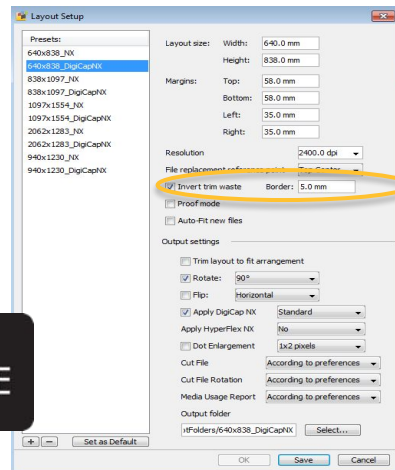 Layout Setup
Presets:
640x838_NX
640x838_DigiCapNX
838x1097_NX
838x1097_DigiCapNX
1097x1554_NX
1097x1554_DigiCapNX
2062x1283_NX
2062x1283_DigiCapNX
940x1230_NX
940x1230_DigiCapNX
+ − Set as Default
Layout size: Width: 640.0 mm
Height: 838.0 mm
Margins: Top: 58.0 mm
Bottom: 58.0 mm
Left: 35.0 mm
Right: 35.0 mm
Resolution 2400.0 dpi
File replacement reference point Top Center
Invert trim waste Border: 5.0 mm
Proof mode
Auto-Fit new files
Output settings
Trim layout to fit arrangement
Rotate: 90°
Flip: Horizontal
Apply DigiCap NX Standard
Apply HyperFlex NX No
Dot Enlargement 1x2 pixels
Cut File According to preferences
Cut File Rotation According to preferences
Media Usage Report According to preferences
Output folder
ıtFolders/640x838_DigiCapNX Select...
OK Save Cancel